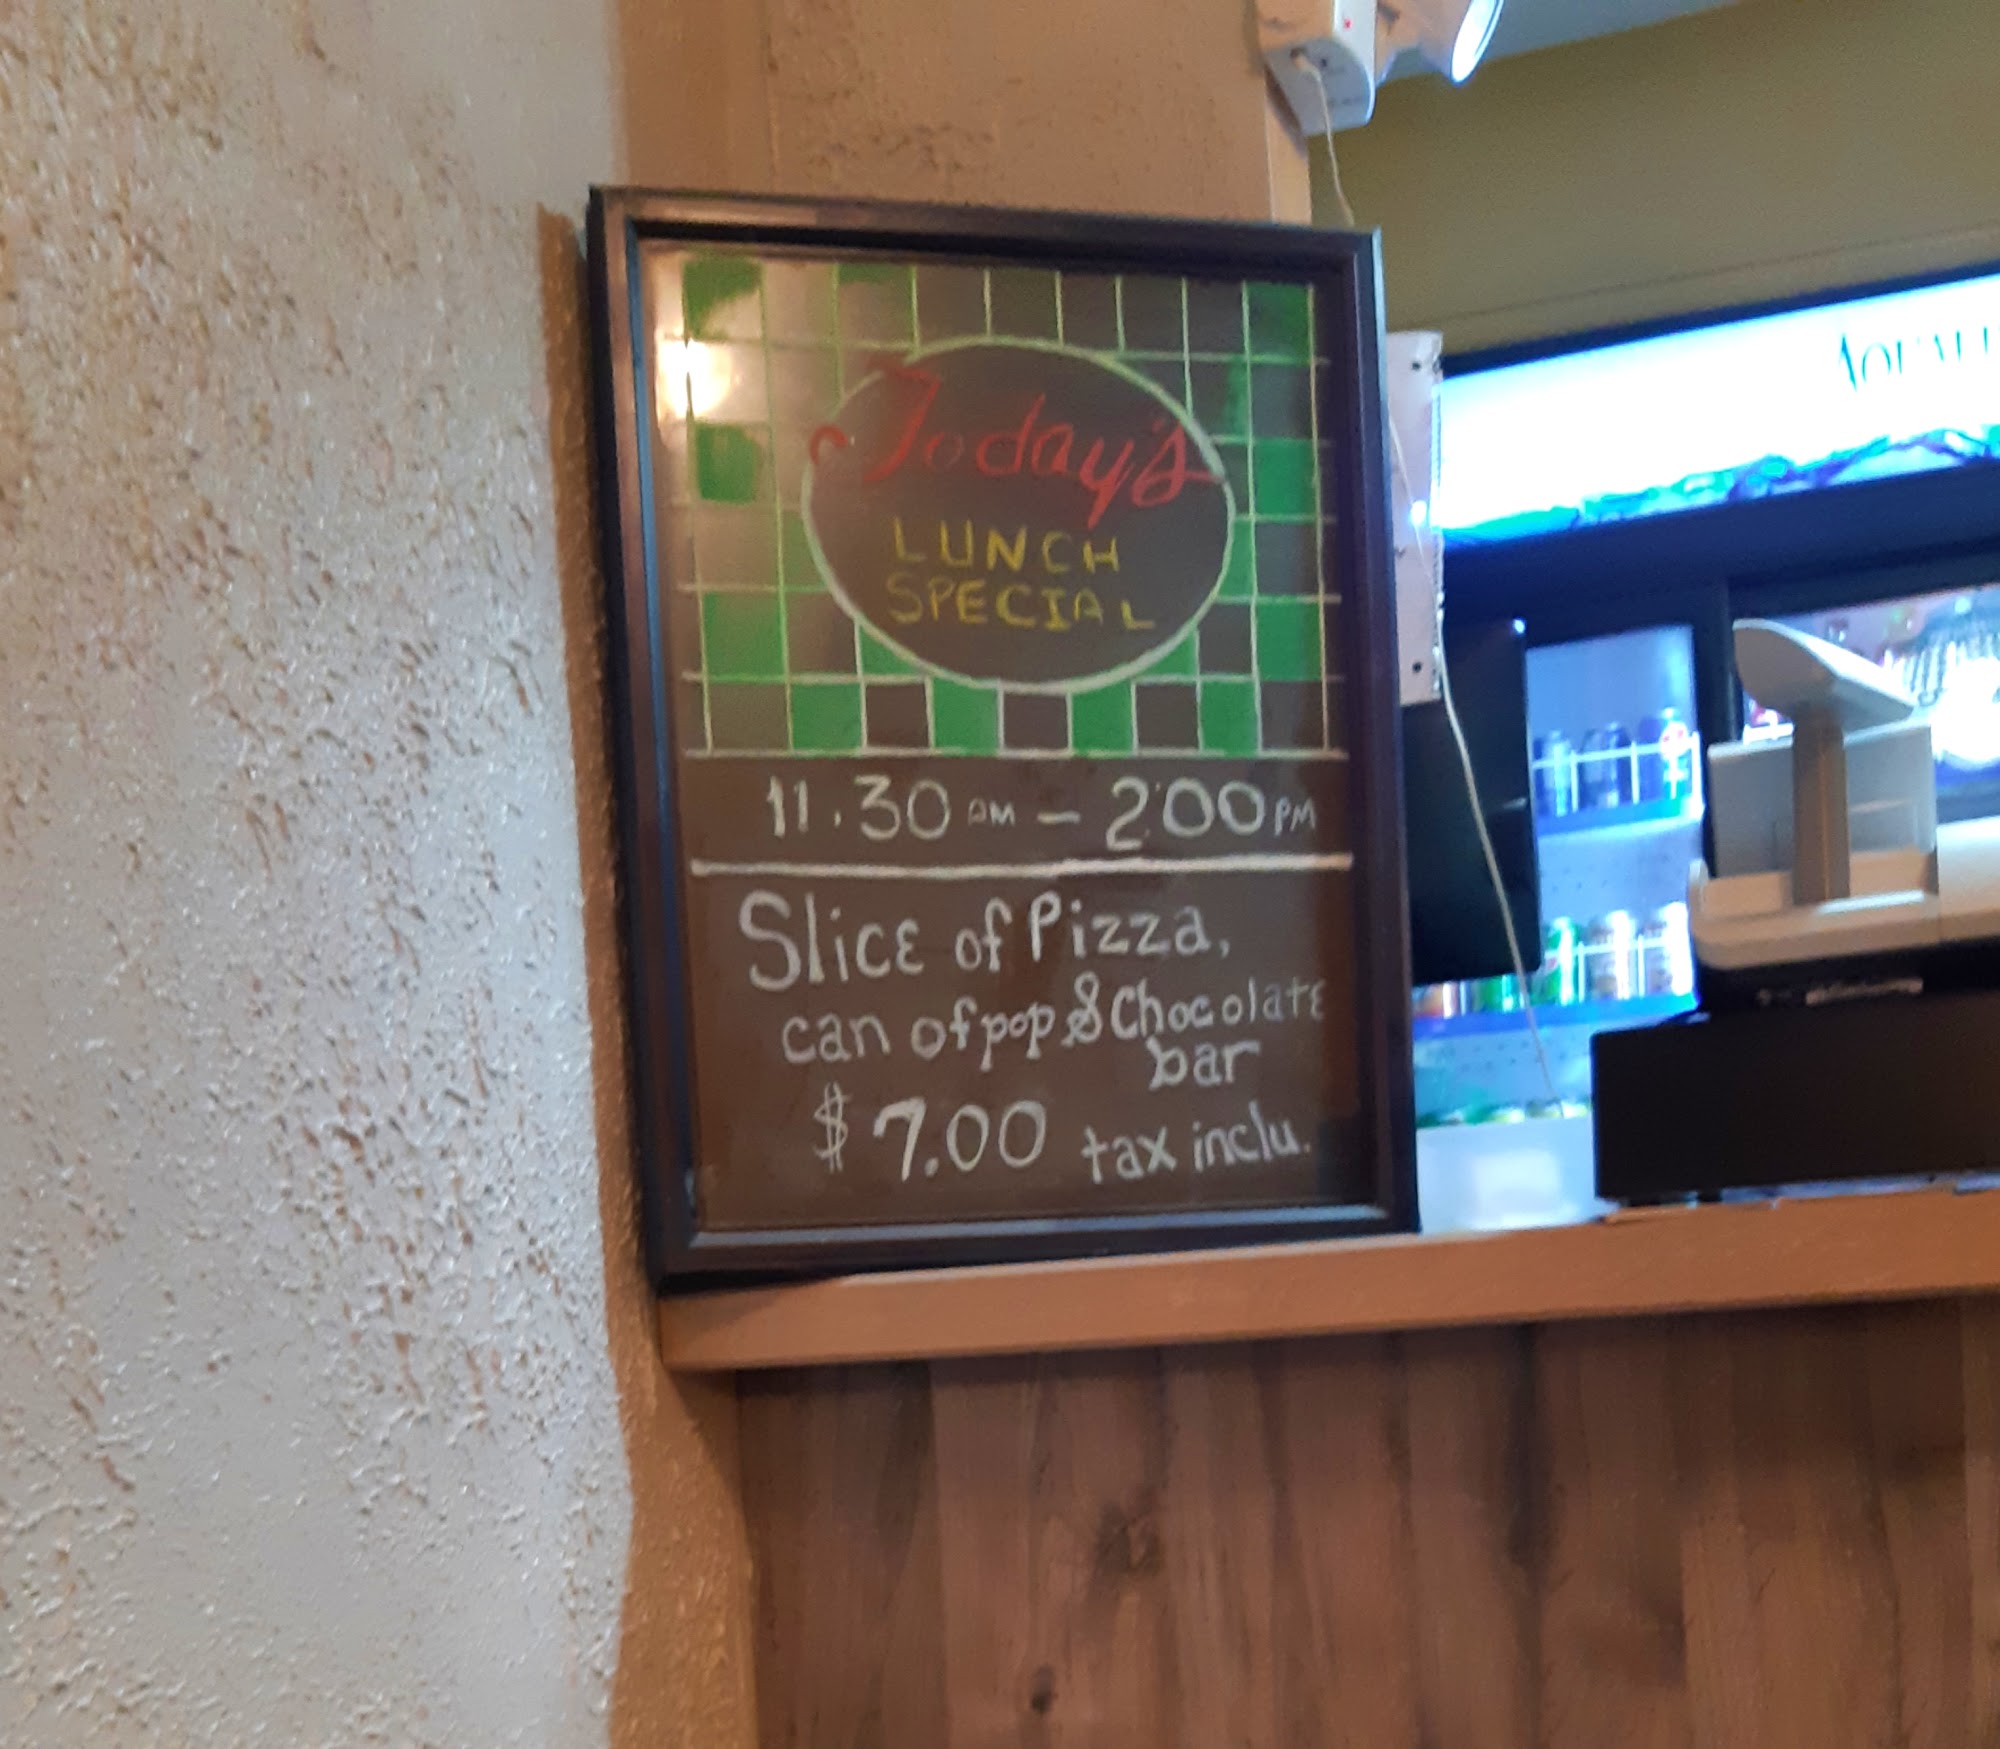 Today's
LUNCH
SPECIAL
11.30 AM - 2:00 PM
Slice of Pizza,
can of pop & Chocolate
bar
$7.00 tax inclu.